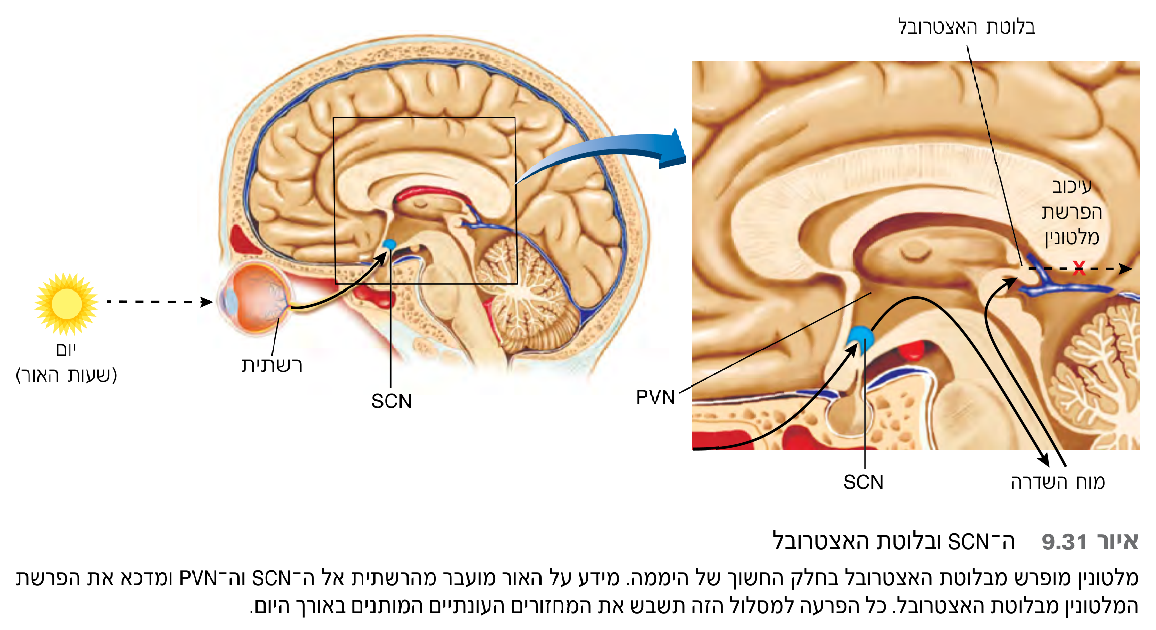 בלוטת האצטרובל
עיכוב
הפרשת
מלטונין
X
יום
(שעות האור)
רשתית
SCN
PVN
SCN
מוח השדרה
איור 9.31 ה־SCN ובלוטת האצטרובל
מלטונין מופרש מבלוטת האצטרובל בחלק החשוך של היממה. מידע על האור מועבר מהרשתית אל ה־SCN וה־PVN ומדכא את הפרשת
המלטונין מבלוטת האצטרובל. כל הפרעה למסלול הזה תשבש את המחזורים העונתיים המותנים באורך היום.